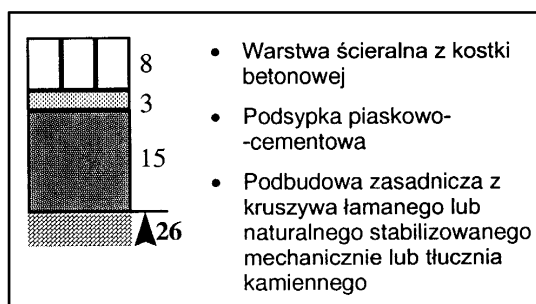 8
3
15
26
• Warstwa ścieralna z kostki
betonowej
• Podsypka piaskowo-
-cementowa
• Podbudowa zasadnicza z
kruszywa łamanego lub
naturalnego stabilizowanego
mechanicznie lub tłucznia
kamiennego